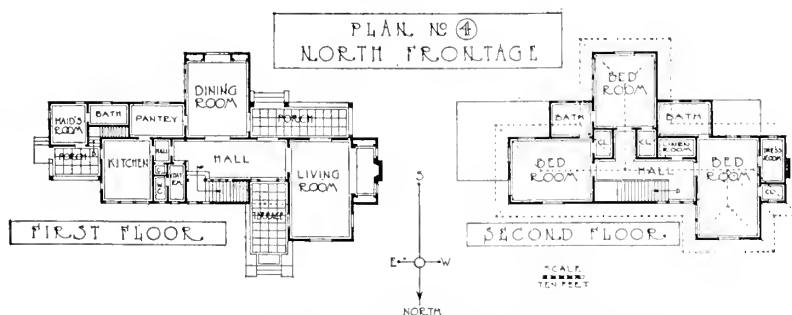 PLAN No ④
NORTH FRONTAGE
DINING
ROOM
MAID'S
ROOM
BATH
PANTRY
PORCH
PORCH
KITCHEN
HALL
HALL
LIVING
ROOM
TERRACE
FIRST FLOOR
BED
ROOM
BATH
BATH
CL.
CL.
LINEN
ROOM
DRESS
ROOM
BED
ROOM
HALL
BED
ROOM
CL.
SECOND FLOOR
S
E W
NORTH
SCALE
TEN FEET